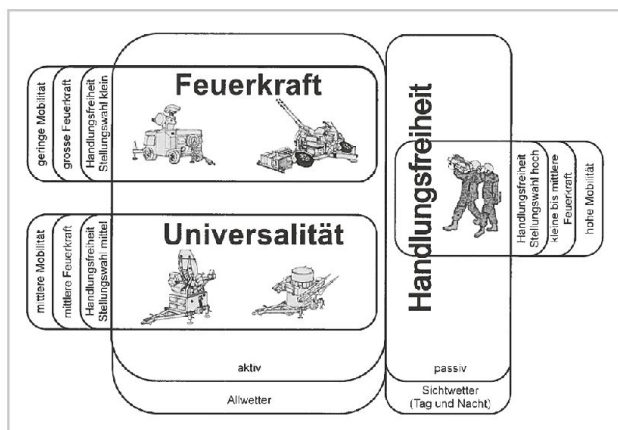 Feuerkraft
geringe Mobilität
grosse Feuerkraft
Handlungsfreiheit
Stellungswahl klein
Universalität
mittlere Mobilität
mittlere Feuerkraft
Handlungsfreiheit
Stellungswahl mittel
aktiv
Allwetter
Handlungsfreiheit
Handlungsfreiheit
Stellungswahl hoch
kleine bis mittlere
Feuerkraft
hohe Mobilität
passiv
Sichtwetter
(Tag und Nacht)